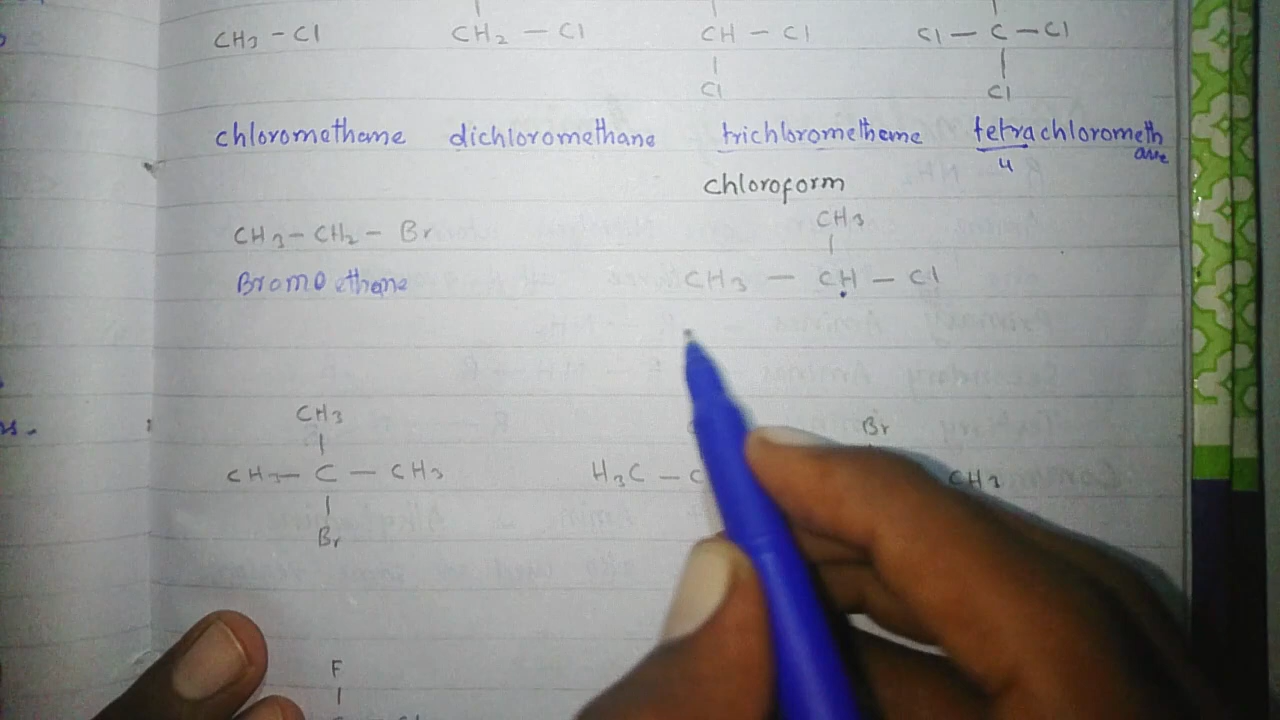 CH3 – Cl CH2 – Cl CH – Cl Cl – C – Cl
Cl Cl
chloromethane dichloromethane trichloromethane tetrachlorometh
ane
4
chloroform
CH3
CH3 – CH2 – Br
CH3 – CH – Cl
Bromoethane
CH3 Br
CH3 – C – CH3 H3C – C CH3
Br
F